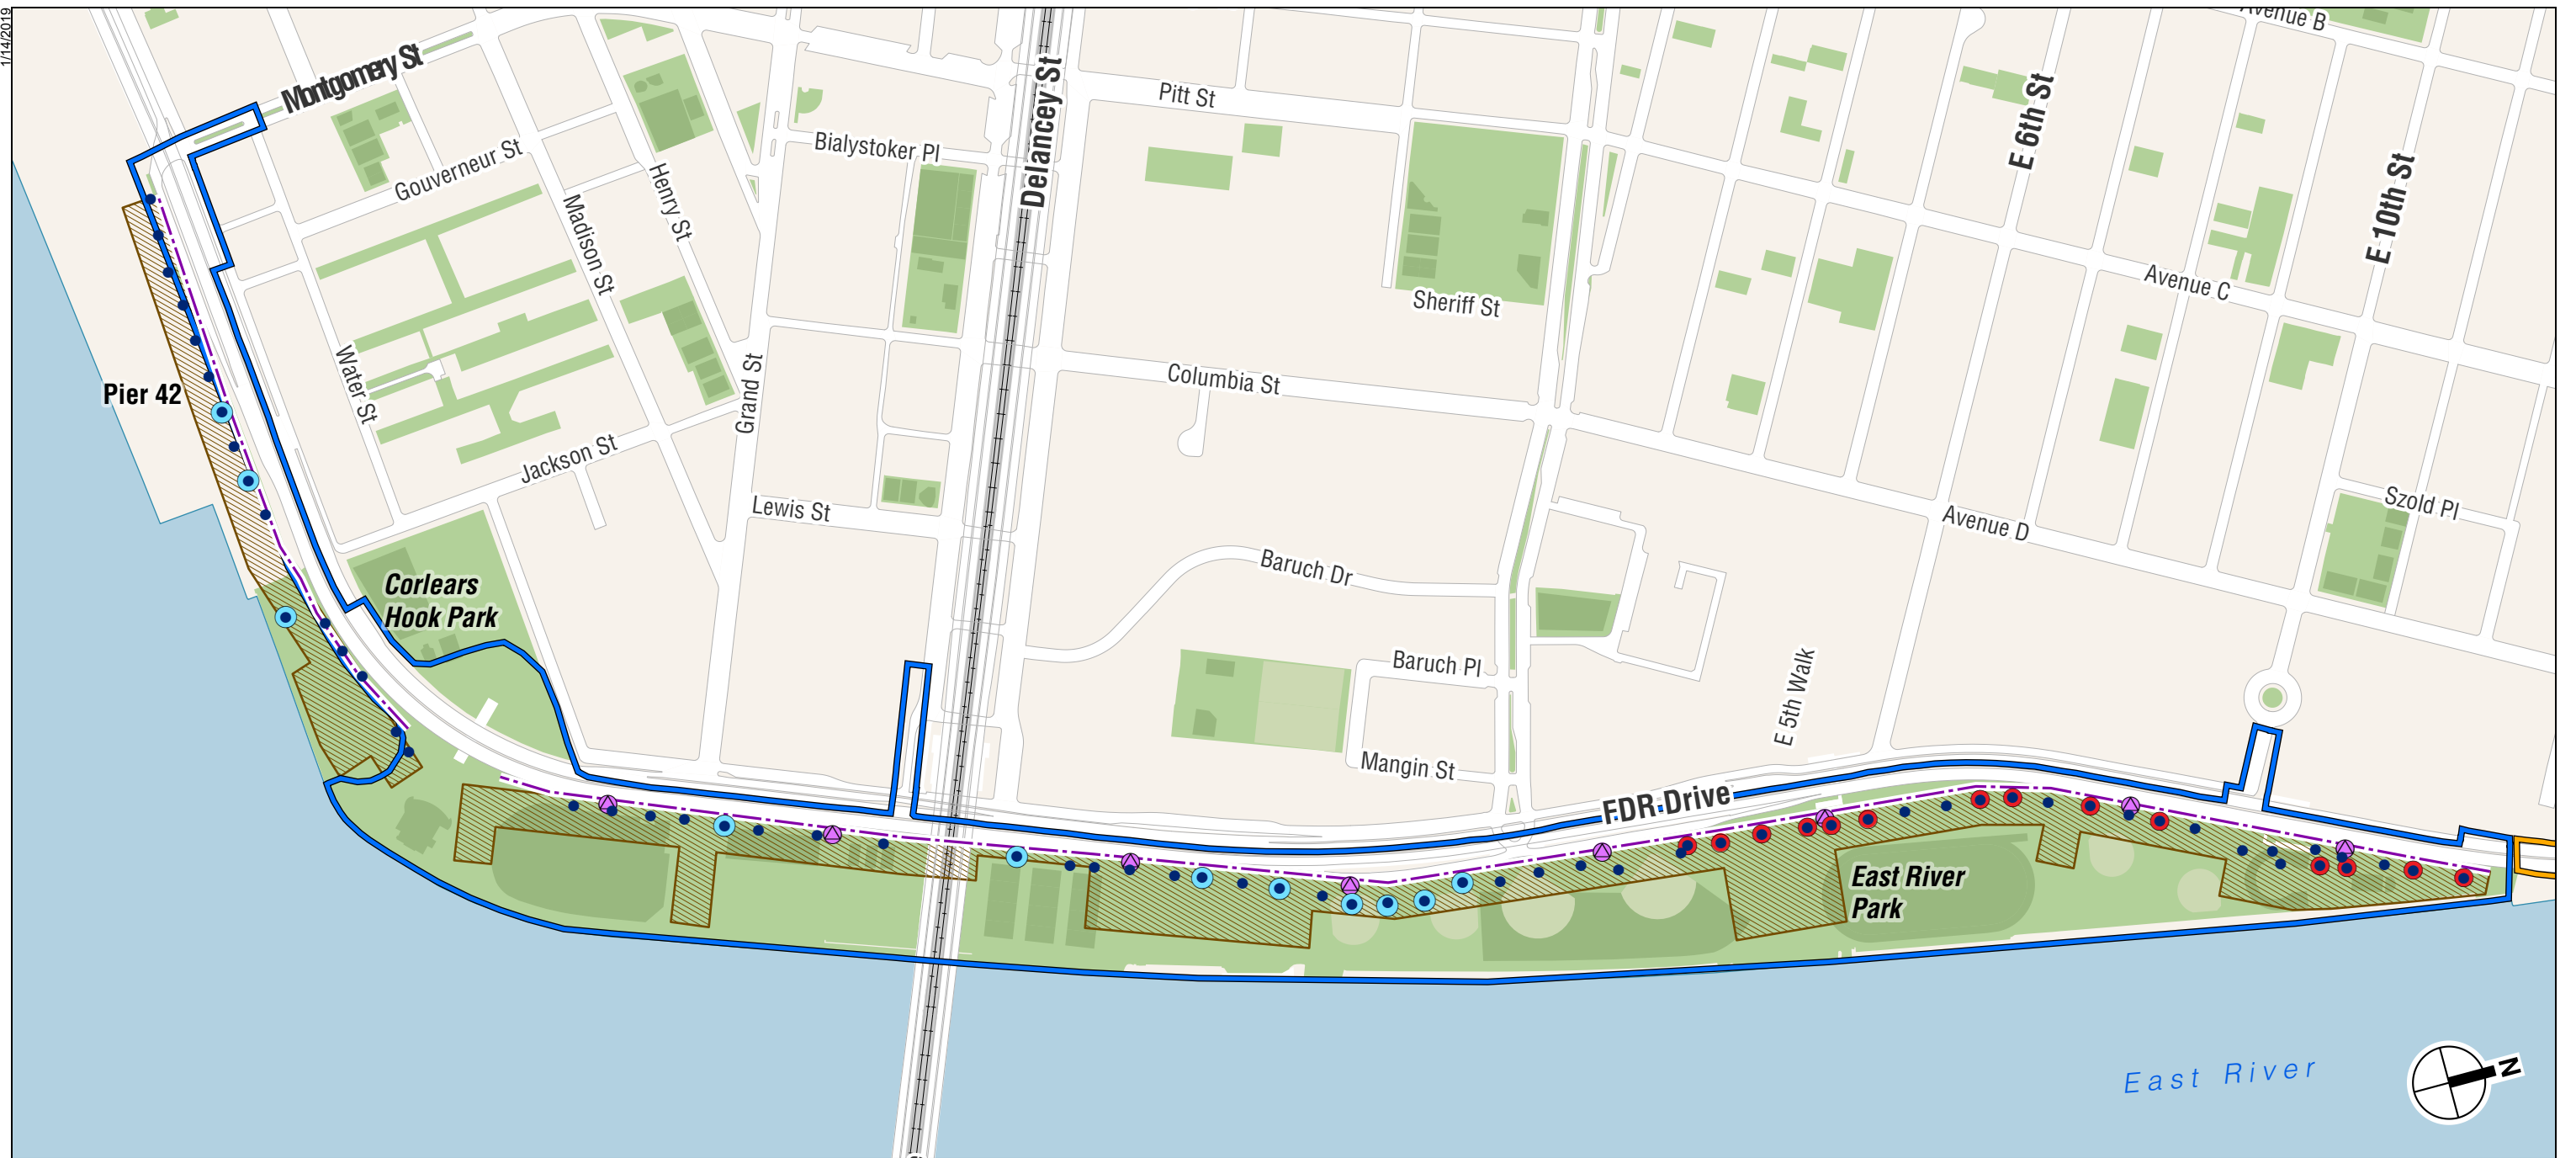 1/14/2019
Avenue B
Montgomery St
Pitt St
Delancey St
E 6th St
Bialystoker Pl
Gouverneur St
Henry St
E 10th St
Madison St
Avenue C
Sheriff St
Water St
Grand St
Columbia St
Pier 42
Jackson St
Lewis St
Szold Pl
Avenue D
Baruch Dr
Corlears
Hook Park
Baruch Pl
E 5th Walk
Mangin St
FDR Drive
East River
Park
East River
N